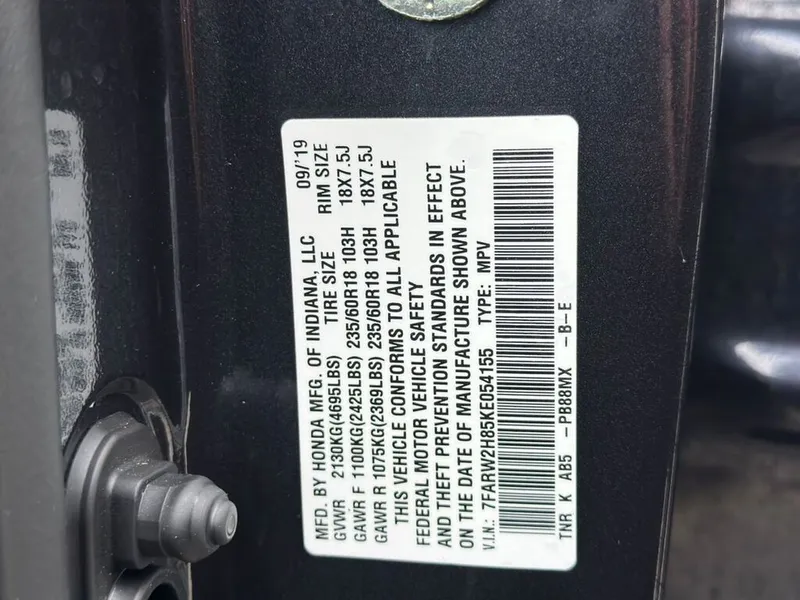 MFD. BY HONDA MFG. OF INDIANA, LLC 09/'19
GVWR 2130KG(4695LBS) TIRE SIZE RIM SIZE
GAWR F 1100KG(2425LBS) 235/60R18 103H 18X7.5J
GAWR R 1075KG(2369LBS) 235/60R18 103H 18X7.5J
THIS VEHICLE CONFORMS TO ALL APPLICABLE
FEDERAL MOTOR VEHICLE SAFETY
AND THEFT PREVENTION STANDARDS IN EFFECT
ON THE DATE OF MANUFACTURE SHOWN ABOVE.
V.I.N.: 7FARW2H85KE054155 TYPE: MPV
TNR K AB5 -PB88MX -B-E